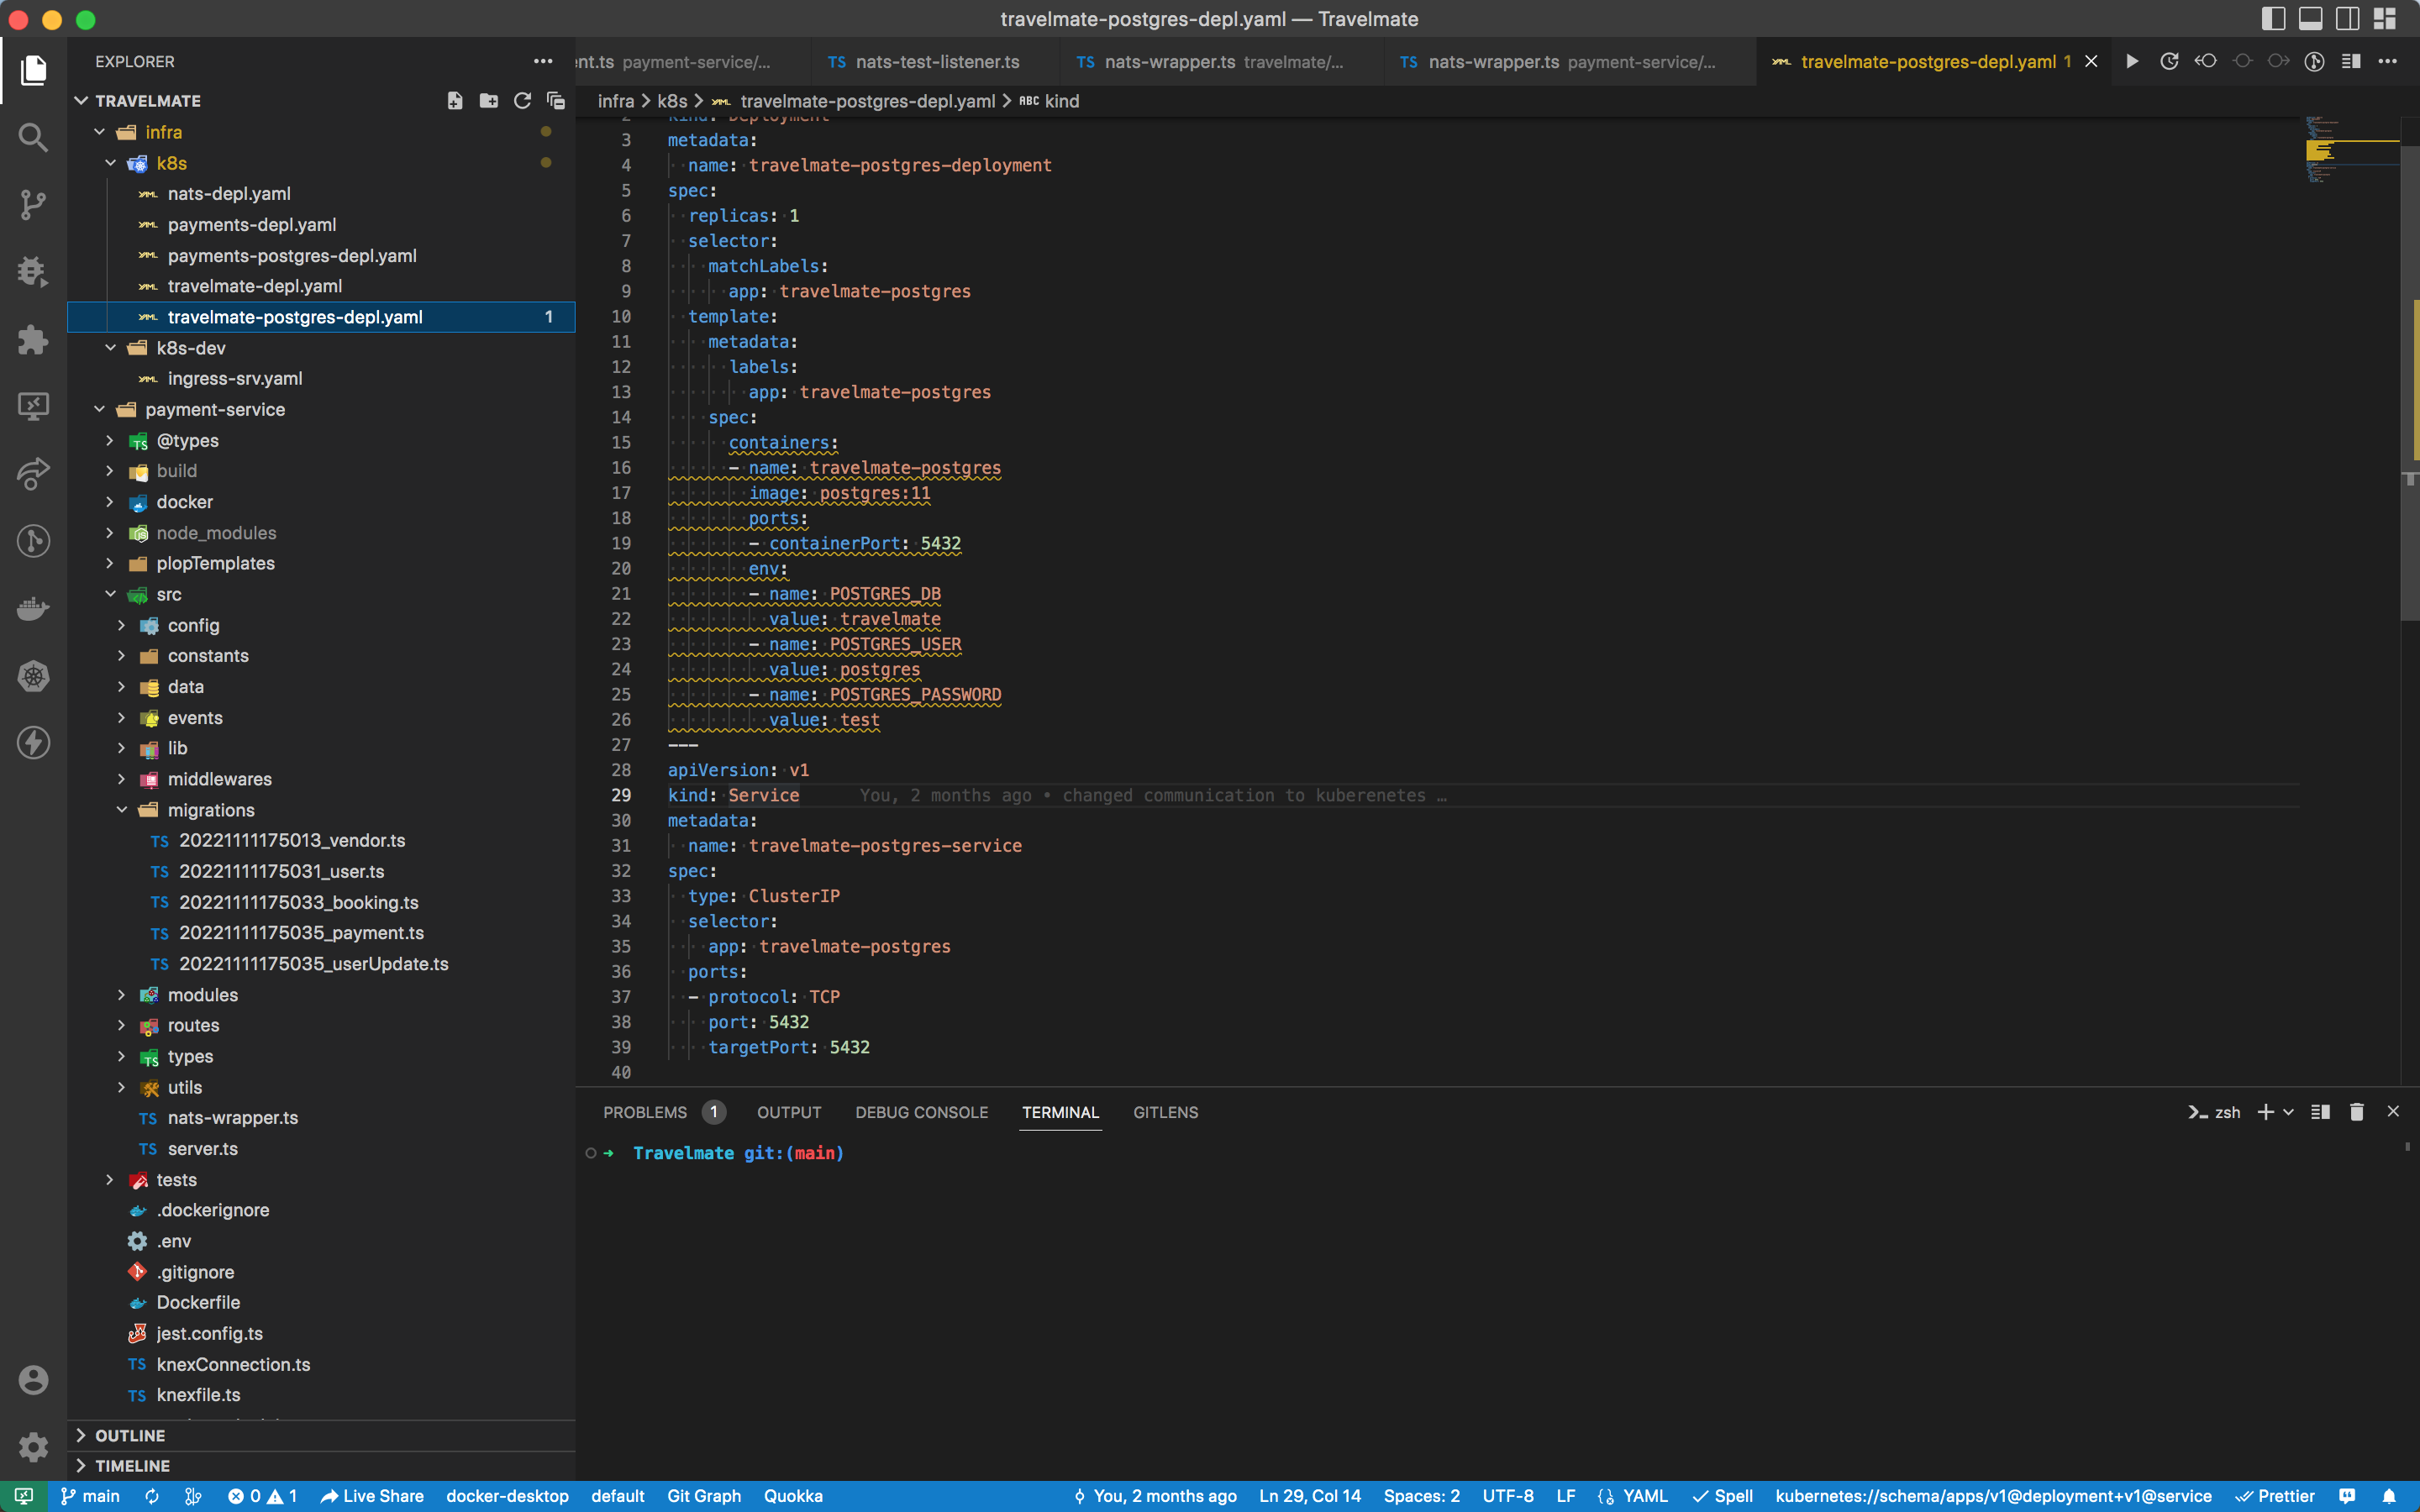 travelmate-postgres-depl.yaml — Travelmate
EXPLORER
TRAVELMATE
infra
k8s
nats-depl.yaml
payments-depl.yaml
payments-postgres-depl.yaml
travelmate-depl.yaml
travelmate-postgres-depl.yaml 1
k8s-dev
ingress-srv.yaml
payment-service
@types
build
docker
node_modules
plopTemplates
src
config
constants
data
events
lib
middlewares
migrations
TS 20221111175013_vendor.ts
TS 20221111175031_user.ts
TS 20221111175033_booking.ts
TS 20221111175035_payment.ts
TS 20221111175035_userUpdate.ts
modules
routes
types
utils
TS nats-wrapper.ts
TS server.ts
tests
.dockerignore
.env
.gitignore
Dockerfile
jest.config.ts
TS knexConnection.ts
TS knexfile.ts
OUTLINE
TIMELINE
nt.ts payment-service/...
TS nats-test-listener.ts
TS nats-wrapper.ts travelmate/...
TS nats-wrapper.ts payment-service/...
travelmate-postgres-depl.yaml 1
infra > k8s > travelmate-postgres-depl.yaml > ABC kind
2 kind: Deployment
3 metadata:
4 name: travelmate-postgres-deployment
5 spec:
6 replicas: 1
7 selector:
8 matchLabels:
9 app: travelmate-postgres
10 template:
11 metadata:
12 labels:
13 app: travelmate-postgres
14 spec:
15 containers:
16 - name: travelmate-postgres
17 image: postgres:11
18 ports:
19 - containerPort: 5432
20 env:
21 - name: POSTGRES_DB
22 value: travelmate
23 - name: POSTGRES_USER
24 value: postgres
25 - name: POSTGRES_PASSWORD
26 value: test
27 ---
28 apiVersion: v1
29 kind: Service You, 2 months ago • changed communication to kuberenetes …
30 metadata:
31 name: travelmate-postgres-service
32 spec:
33 type: ClusterIP
34 selector:
35 app: travelmate-postgres
36 ports:
37 - protocol: TCP
38 port: 5432
39 targetPort: 5432
40
PROBLEMS 1 OUTPUT DEBUG CONSOLE TERMINAL GITLENS
zsh
➜ Travelmate git:(main)
main 0 1 Live Share docker-desktop default Git Graph Quokka You, 2 months ago Ln 29, Col 14 Spaces: 2 UTF-8 LF {} YAML Spell kubernetes://schema/apps/v1@deployment+v1@service Prettier